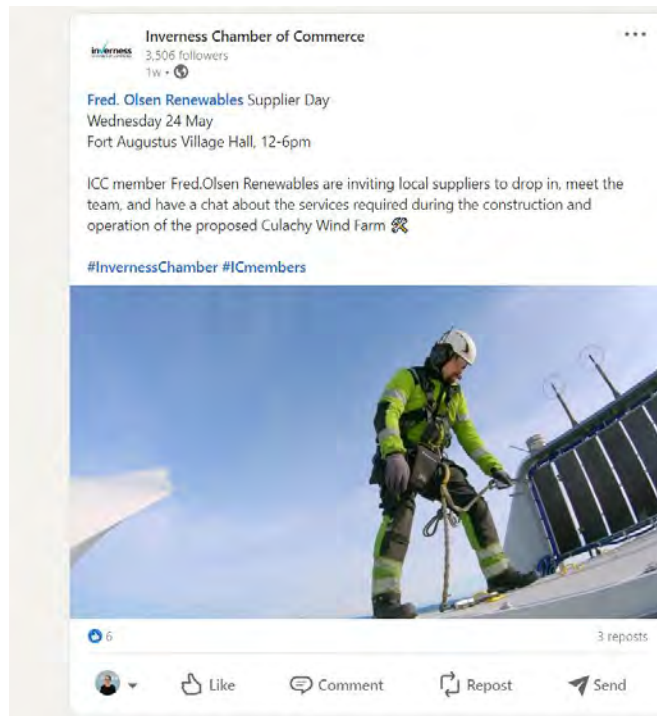 inverness
Inverness Chamber of Commerce
3,506 followers
1w •
Fred. Olsen Renewables Supplier Day
Wednesday 24 May
Fort Augustus Village Hall, 12-6pm
ICC member Fred.Olsen Renewables are inviting local suppliers to drop in, meet the
team, and have a chat about the services required during the construction and
operation of the proposed Culachy Wind Farm 🛠
#InvernessChamber #ICmembers
6
3 reposts
Like
Comment
Repost
Send